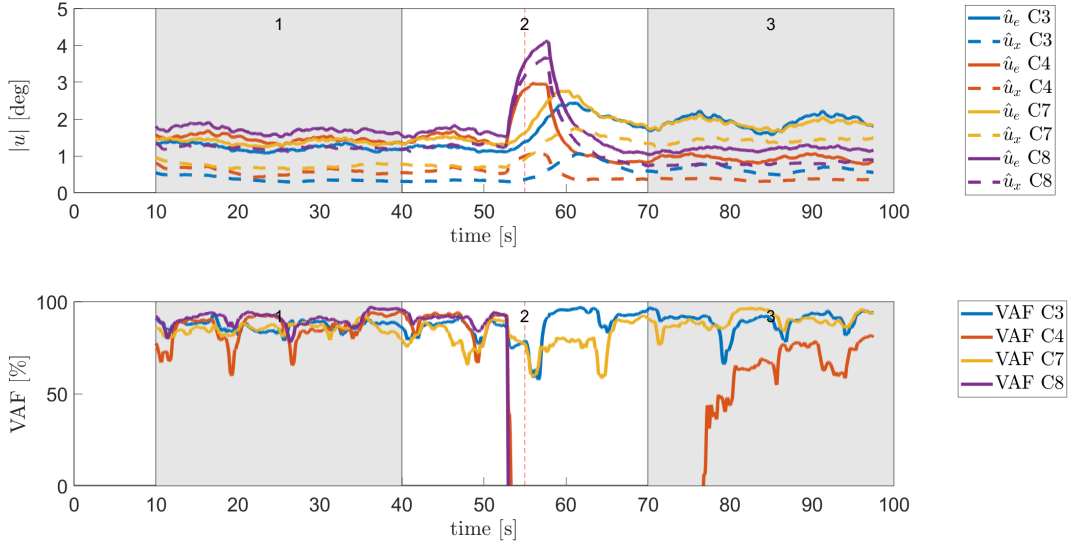 5
4
3
2
1
0
|u| [deg]
1
2
3
0 10 20 30 40 50 60 70 80 90 100
time [s]
û_e C3
û_x C3
û_e C4
û_x C4
û_e C7
û_x C7
û_e C8
û_x C8
100
50
0
VAF [%]
1
2
3
0 10 20 30 40 50 60 70 80 90 100
time [s]
VAF C3
VAF C4
VAF C7
VAF C8